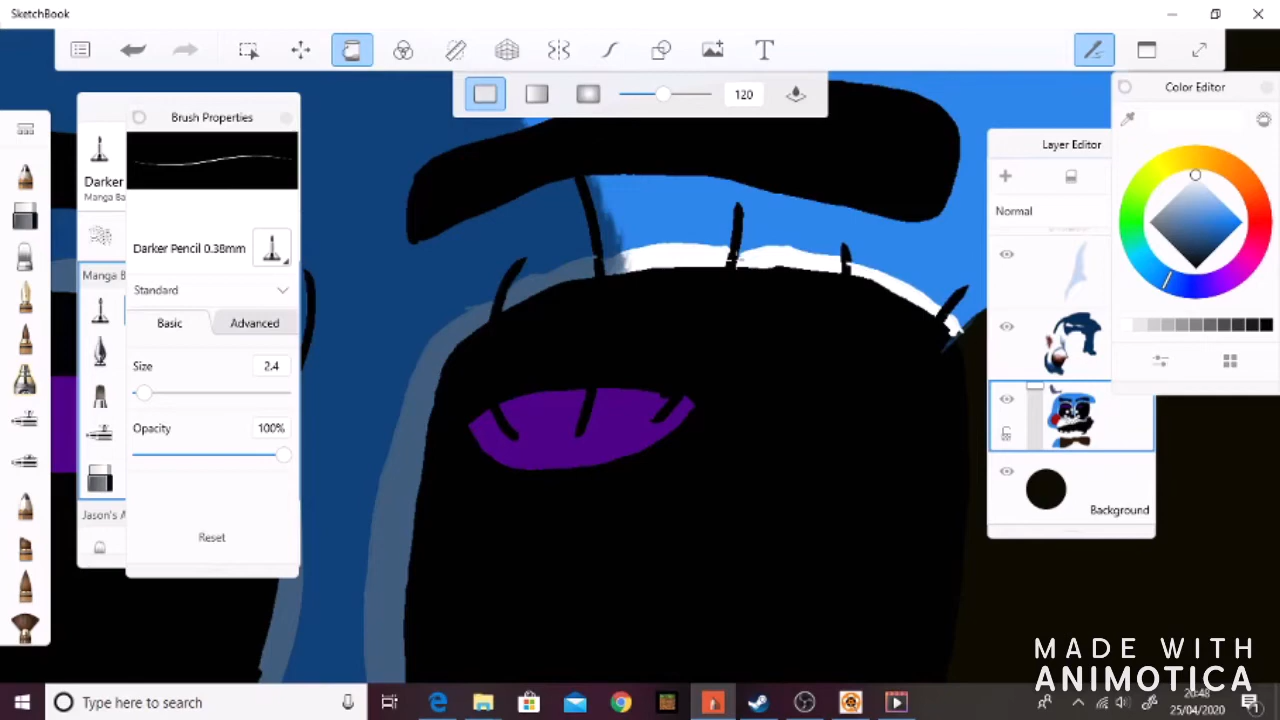 SketchBook
T
120
Brush Properties
Color Editor
Layer Editor
Darker
Manga Ba
Normal
Darker Pencil 0.38mm
Manga B
Standard
Basic
Advanced
Size
2.4
Opacity
100%
Background
Jason's A
Reset
MADE WITH
ANIMOTICA
Type here to search
20:48
25/04/2020